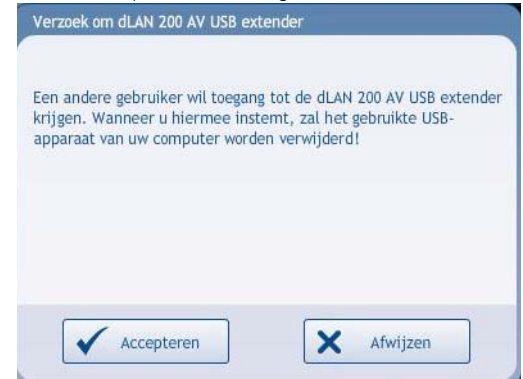 Verzoek om dLAN 200 AV USB extender
Een andere gebruiker wil toegang tot de dLAN 200 AV USB extender
krijgen. Wanneer u hiermee instemt, zal het gebruikte USB-
apparaat van uw computer worden verwijderd!
Accepteren
Afwijzen